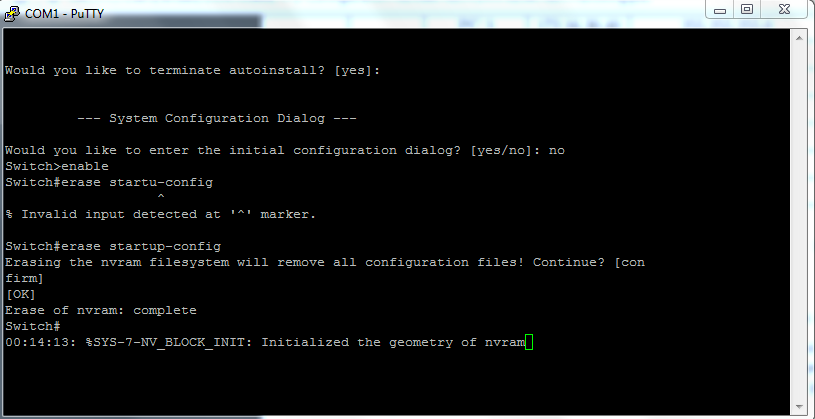 COM1 - PuTTY
Would you like to terminate autoinstall? [yes]:
--- System Configuration Dialog ---
Would you like to enter the initial configuration dialog? [yes/no]: no
Switch>enable
Switch#erase startu-config
^
% Invalid input detected at '^' marker.
Switch#erase startup-config
Erasing the nvram filesystem will remove all configuration files! Continue? [con
firm]
[OK]
Erase of nvram: complete
Switch#
00:14:13: %SYS-7-NV_BLOCK_INIT: Initialized the geometry of nvram